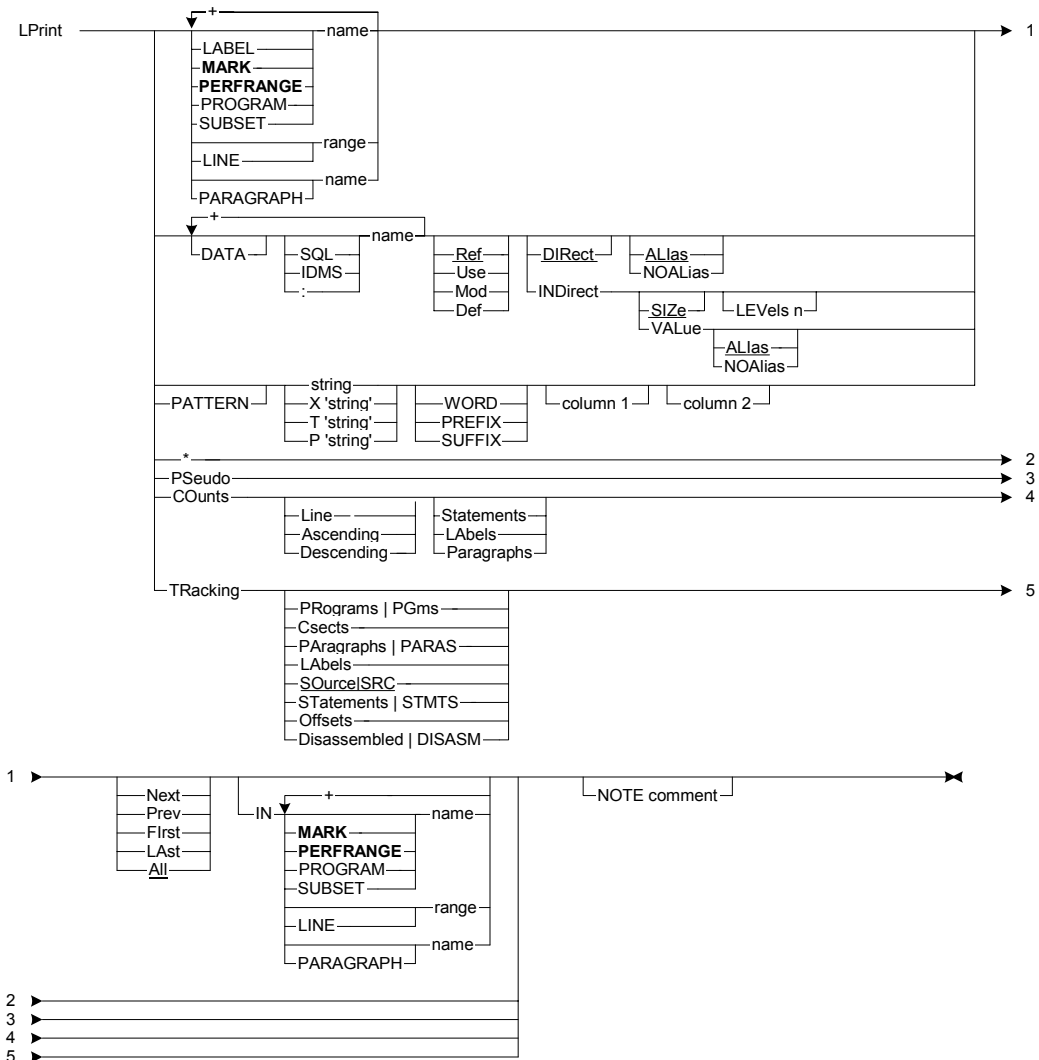 +
LPrint name 1
LABEL
MARK
PERFRANGE
PROGRAM
SUBSET
range
LINE
name
PARAGRAPH
+
name
DATA SQL Ref DIRect ALIas
IDMS Use NOALias
: Mod INDirect
Def SIZe LEVels n
VALue
ALIas
NOAlias
string
PATTERN X 'string' WORD column 1 column 2
T 'string' PREFIX
P 'string' SUFFIX
* 2
PSeudo 3
COunts 4
Line Statements
Ascending LAbels
Descending Paragraphs
TRacking 5
PRograms | PGms
Csects
PAragraphs | PARAS
LAbels
SOurce|SRC
STatements | STMTS
Offsets
Disassembled | DISASM
1
Next IN + NOTE comment
Prev name
FIrst MARK
LAst PERFRANGE
All PROGRAM
SUBSET
range
LINE
name
PARAGRAPH
2
3
4
5